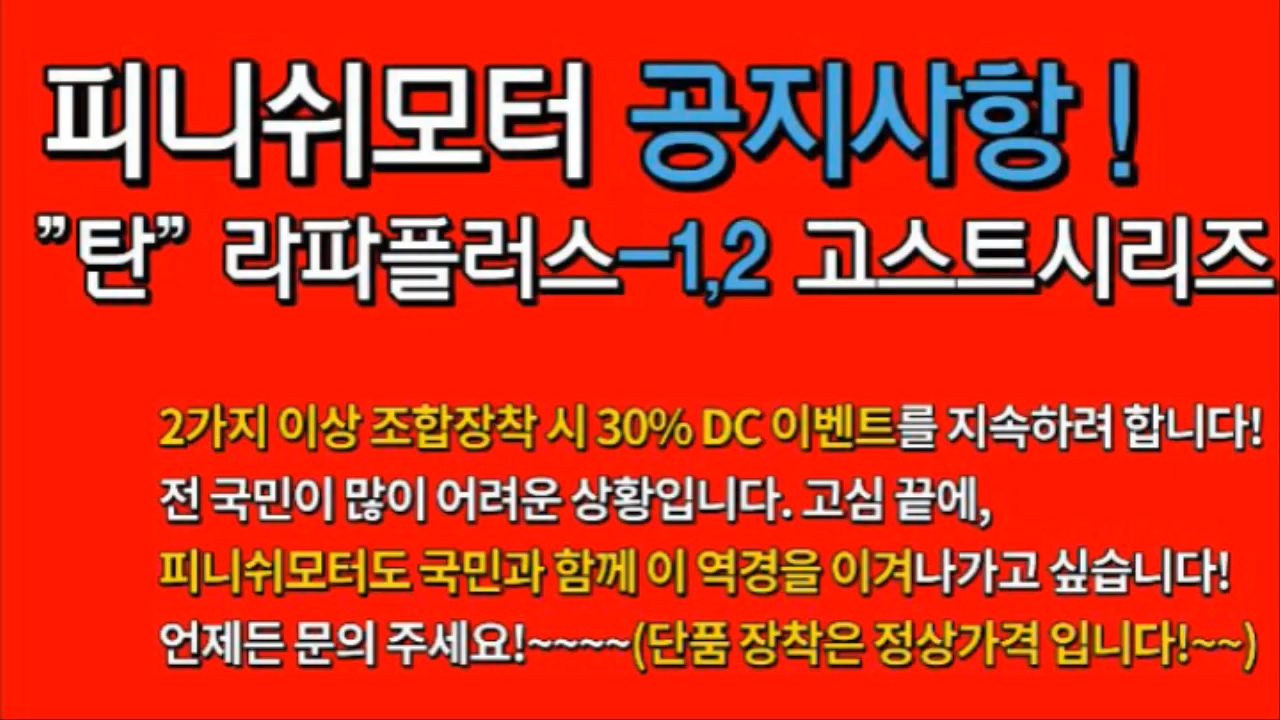 피니쉬모터 공지사항 !
”탄” 라파플러스-1,2 고스트시리즈
2가지 이상 조합장착 시 30% DC 이벤트를 지속하려 합니다!
전 국민이 많이 어려운 상황입니다. 고심 끝에,
피니쉬모터도 국민과 함께 이 역경을 이겨나가고 싶습니다!
언제든 문의 주세요!~~~~(단품 장착은 정상가격 입니다!~~)